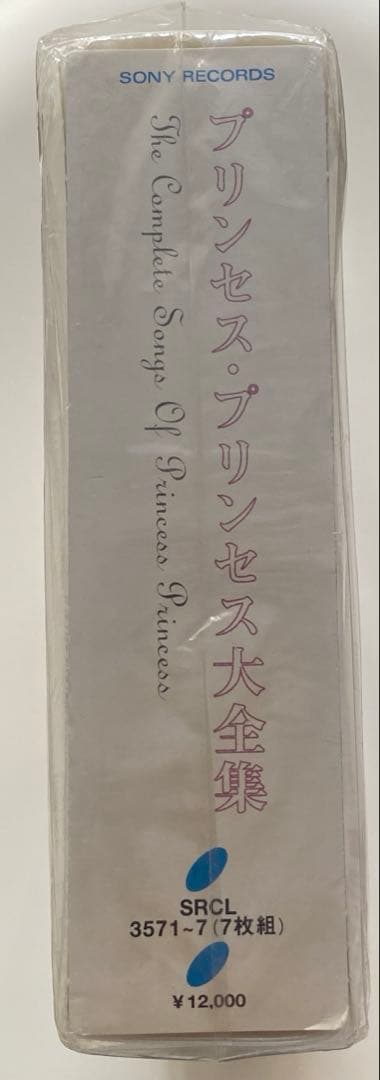 SONY RECORDS
プリンセス・プリンセス大全集
The Complete Songs Of Princess Princess
SRCL
3571~7(7枚組)
¥12,000